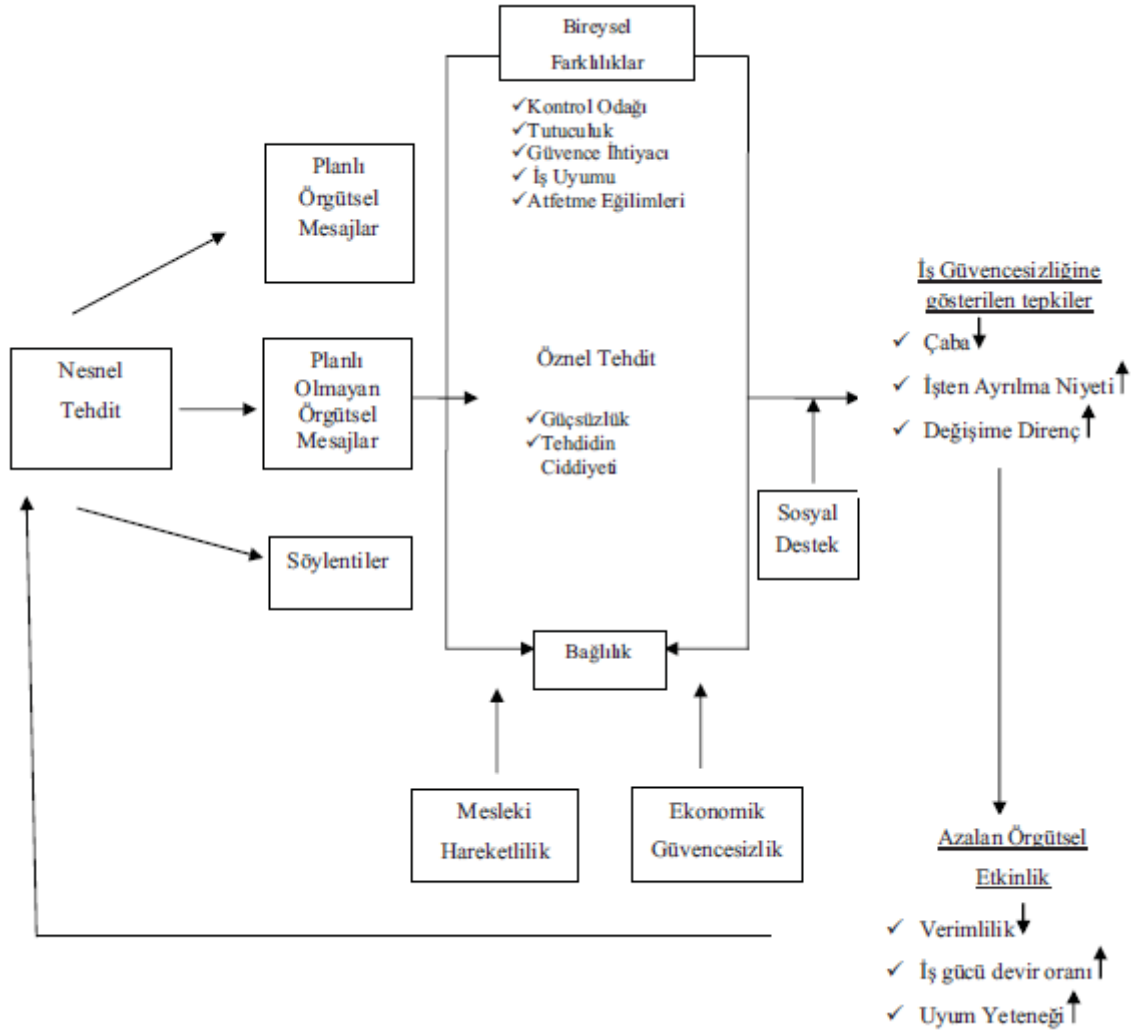 Bireysel
Farklılıklar
✓Kontrol Odağı
✓Tutuculuk
✓Güvence İhtiyacı
✓ İş Uyumu
✓Atfetme Eğilimleri
Planlı
Örgütsel
Mesajlar
Nesnel
Tehdit
Planlı
Olmayan
Örgütsel
Mesajlar
Söylentiler
Öznel Tehdit
✓Güçsüzlük
✓Tehdidin
Ciddiyeti
Bağlılık
Mesleki
Hareketlilik
Ekonomik
Güvencesizlik
Sosyal
Destek
İş Güvencesizliğine
gösterilen tepkiler
✓ Çaba↓
✓ İşten Ayrılma Niyeti↑
✓ Değişime Direnç↑
Azalan Örgütsel
Etkinlik
✓ Verimlilik↓
✓ İş gücü devir oranı↑
✓ Uyum Yeteneği↑